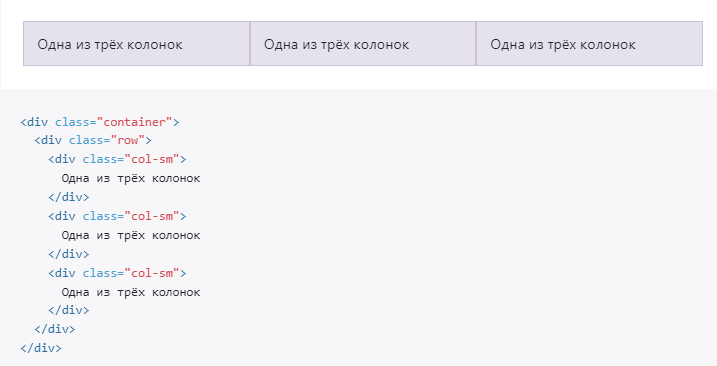 Одна из трёх колонок Одна из трёх колонок Одна из трёх колонок
<div class="container">
  <div class="row">
    <div class="col-sm">
      Одна из трёх колонок
    </div>
    <div class="col-sm">
      Одна из трёх колонок
    </div>
    <div class="col-sm">
      Одна из трёх колонок
    </div>
  </div>
</div>